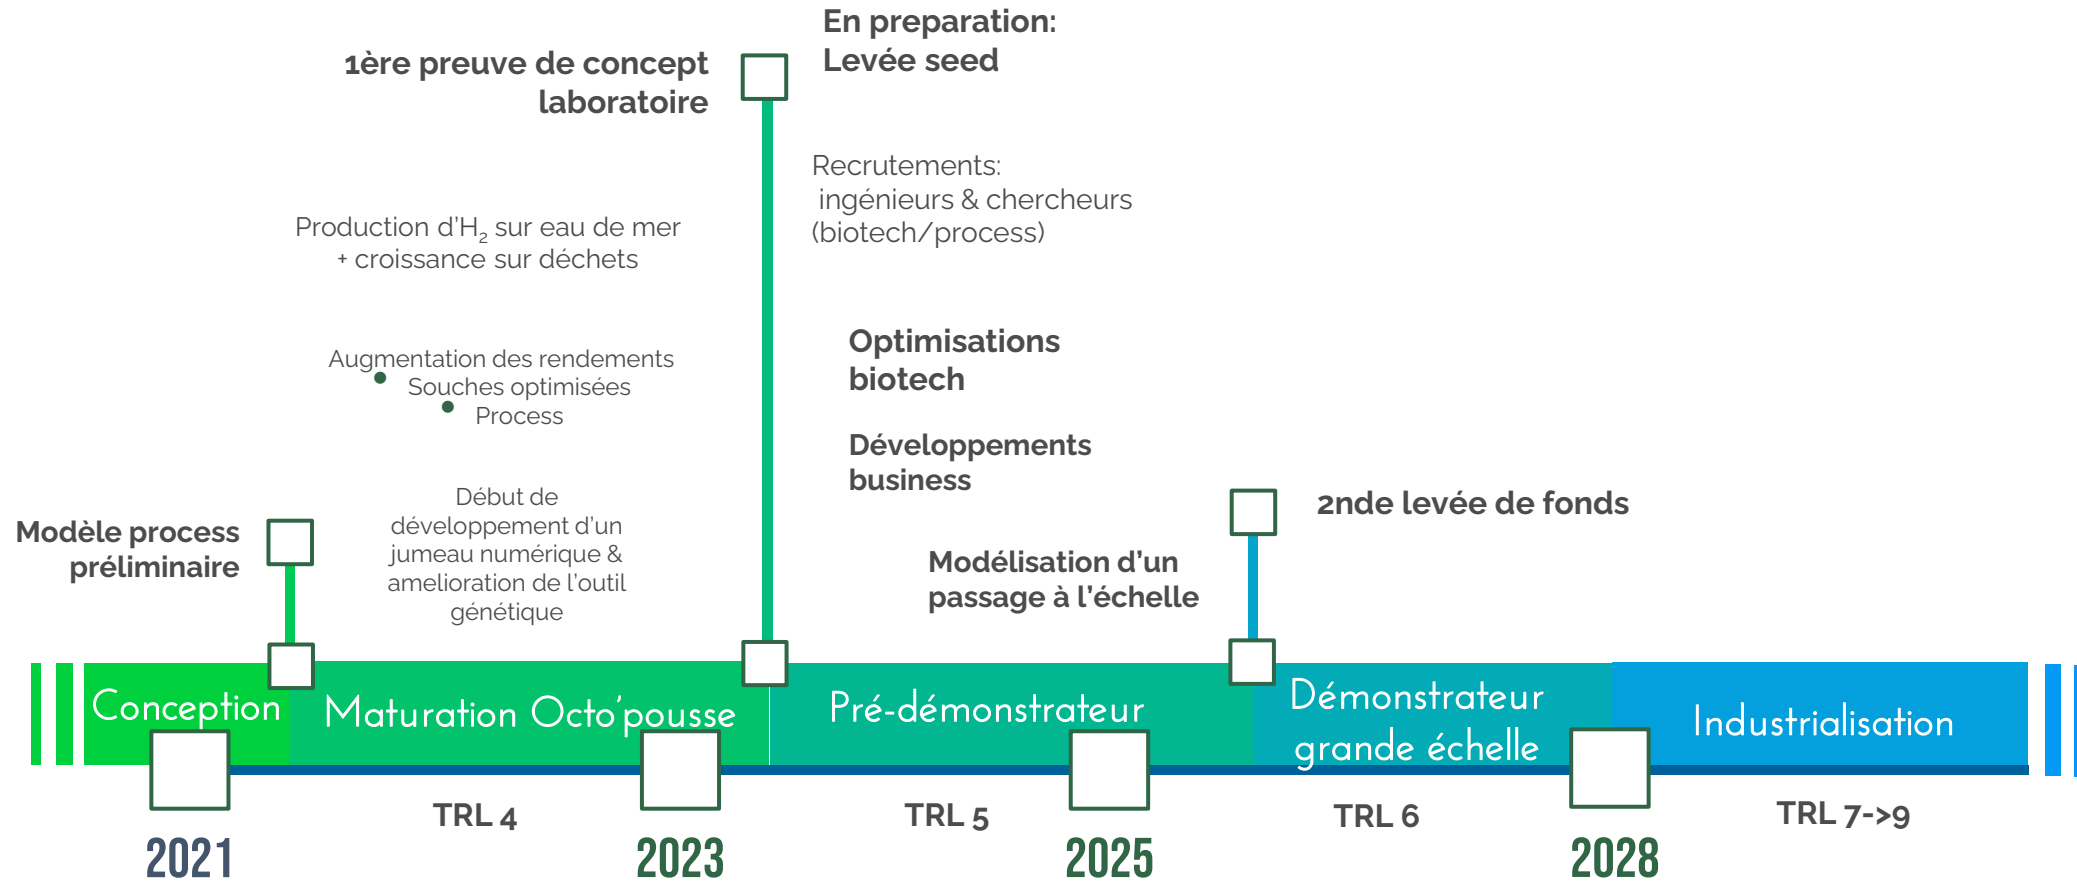 En preparation:
Levée seed
1ère preuve de concept
laboratoire
Recrutements:
ingénieurs & chercheurs
(biotech/process)
Production d'H₂ sur eau de mer
+ croissance sur déchets
Augmentation des rendements
• Souches optimisées
• Process
Optimisations
biotech
Développements
business
Début de
développement d'un
jumeau numérique &
amelioration de l'outil
génétique
Modèle process
préliminaire
2nde levée de fonds
Modélisation d'un
passage à l'échelle
Conception
Maturation Octo'pousse
Pré-démonstrateur
Démonstrateur
grande échelle
Industrialisation
TRL 4
TRL 5
TRL 6
TRL 7->9
2021
2023
2025
2028